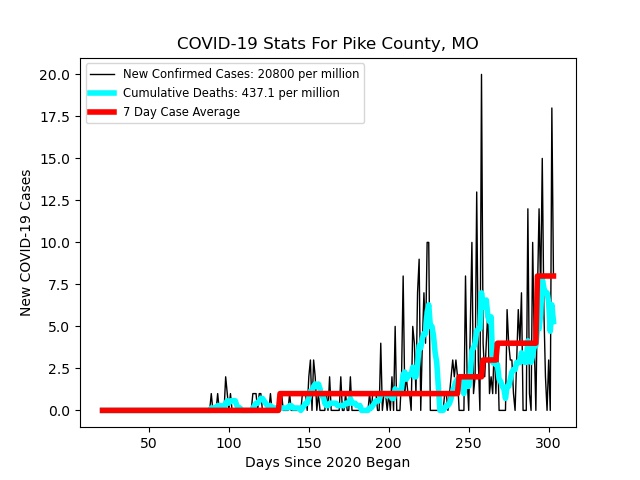 COVID-19 Stats For Pike County, MO
New Confirmed Cases: 20800 per million
Cumulative Deaths: 437.1 per million
7 Day Case Average
New COVID-19 Cases
20.0
17.5
15.0
12.5
10.0
7.5
5.0
2.5
0.0
50 100 150 200 250 300
Days Since 2020 Began